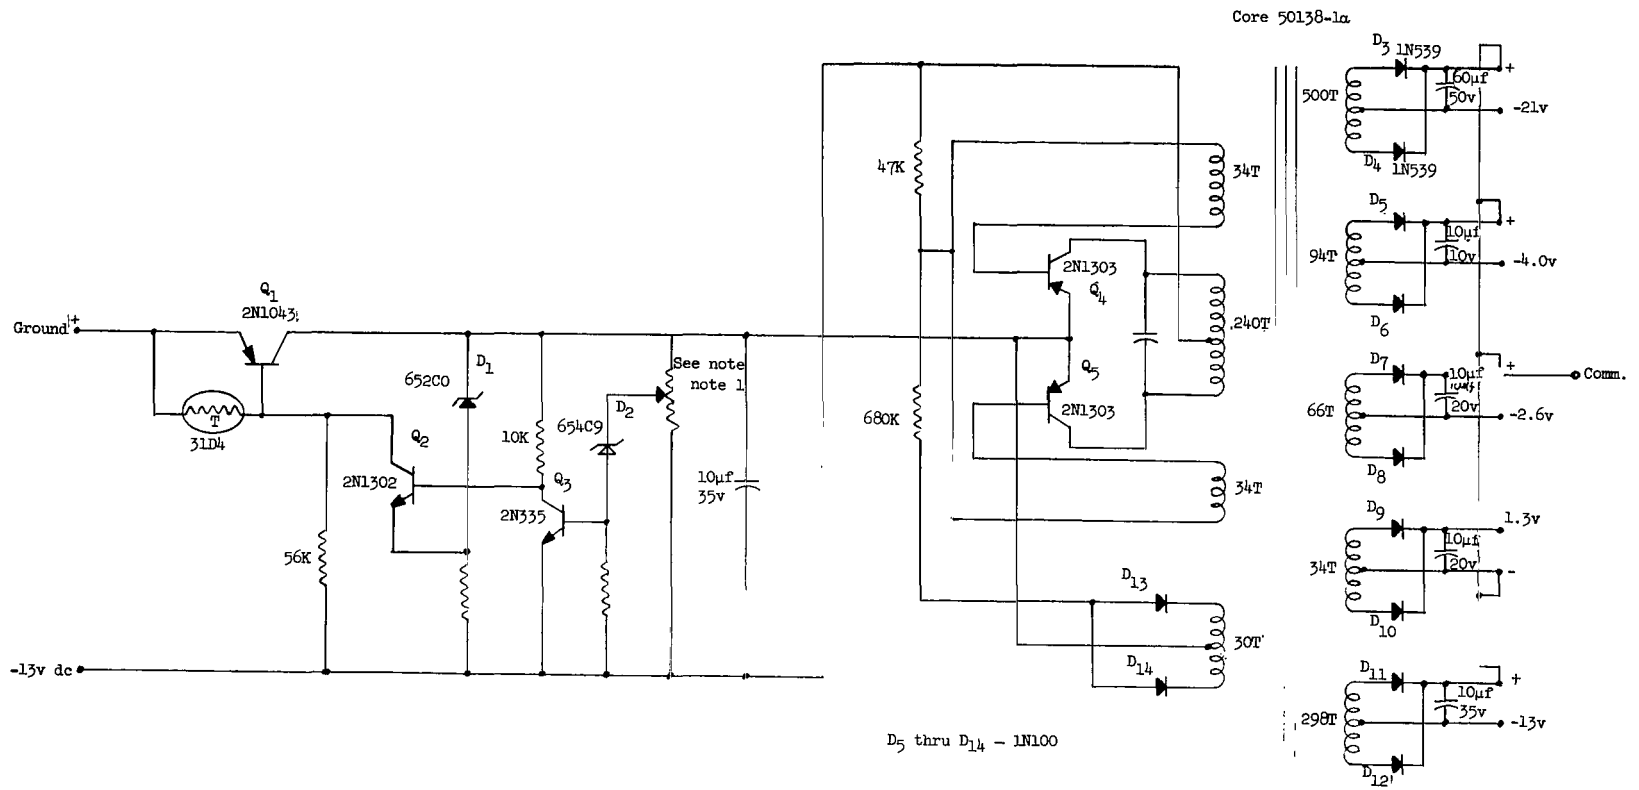 Core 50138-1a
D3 1N539
60µf
50v
+
500T
-21v
D4 1N539
D5
10µf
10v
+
94T
-4.0v
D6
D7
10µf
20v
+
Comm.
66T
-2.6v
D8
D9
10µf
20v
1.3v
34T
-
D10
D11
10µf
35v
+
298T
-13v
D12
47K
34T
2N1303
Q4
240T
Q5
2N1303
680K
34T
D13
30T
D14
Ground +
Q1
2N1043
T
31D4
Q2
2N1302
D1
652C0
10K
Q3
2N335
D2
654C9
See note
note 1
10µf
35v
56K
-13v dc
D5 thru D14 - 1N100